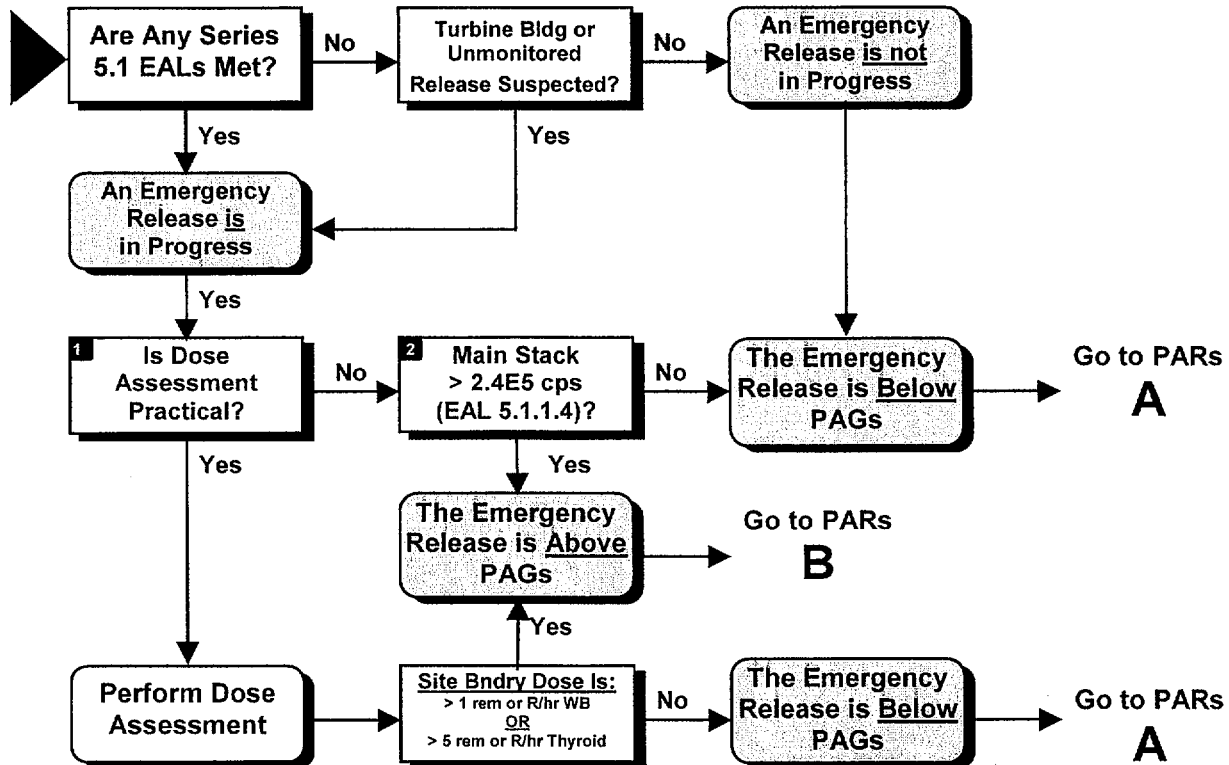 Are Any Series
5.1 EALs Met?
No
Turbine Bldg or
Unmonitored
Release Suspected?
No
An Emergency
Release is not
in Progress
Yes
Yes
An Emergency
Release is
in Progress
Yes
1
Is Dose
Assessment
Practical?
No
2
Main Stack
> 2.4E5 cps
(EAL 5.1.1.4)?
No
The Emergency
Release is Below
PAGs
Go to PARs
A
Yes
Yes
The Emergency
Release is Above
PAGs
Go to PARs
B
Yes
Perform Dose
Assessment
Site Bndry Dose Is:
> 1 rem or R/hr WB
OR
> 5 rem or R/hr Thyroid
No
The Emergency
Release is Below
PAGs
Go to PARs
A